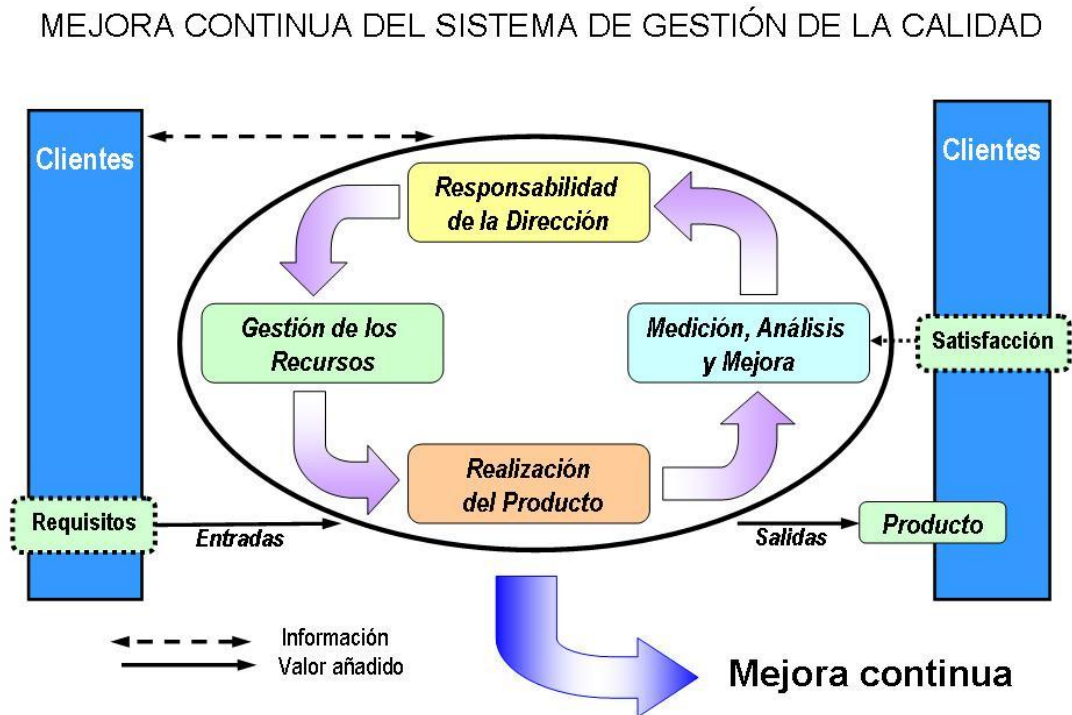 MEJORA CONTINUA DEL SISTEMA DE GESTIÓN DE LA CALIDAD
Clientes
Clientes
Responsabilidad
de la Dirección
Gestión de los
Recursos
Medición, Análisis
y Mejora
Satisfacción
Realización
del Producto
Requisitos
Entradas
Salidas
Producto
Información
Valor añadido
Mejora continua